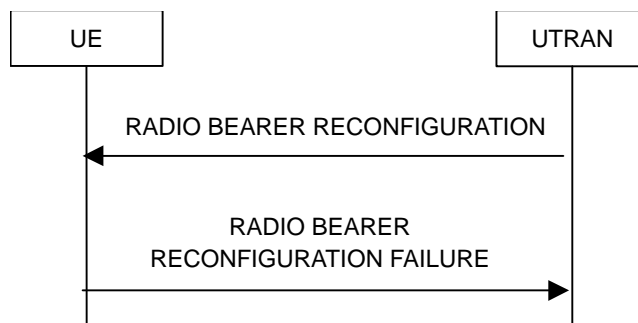 UE
UTRAN
RADIO BEARER RECONFIGURATION
RADIO BEARER
RECONFIGURATION FAILURE